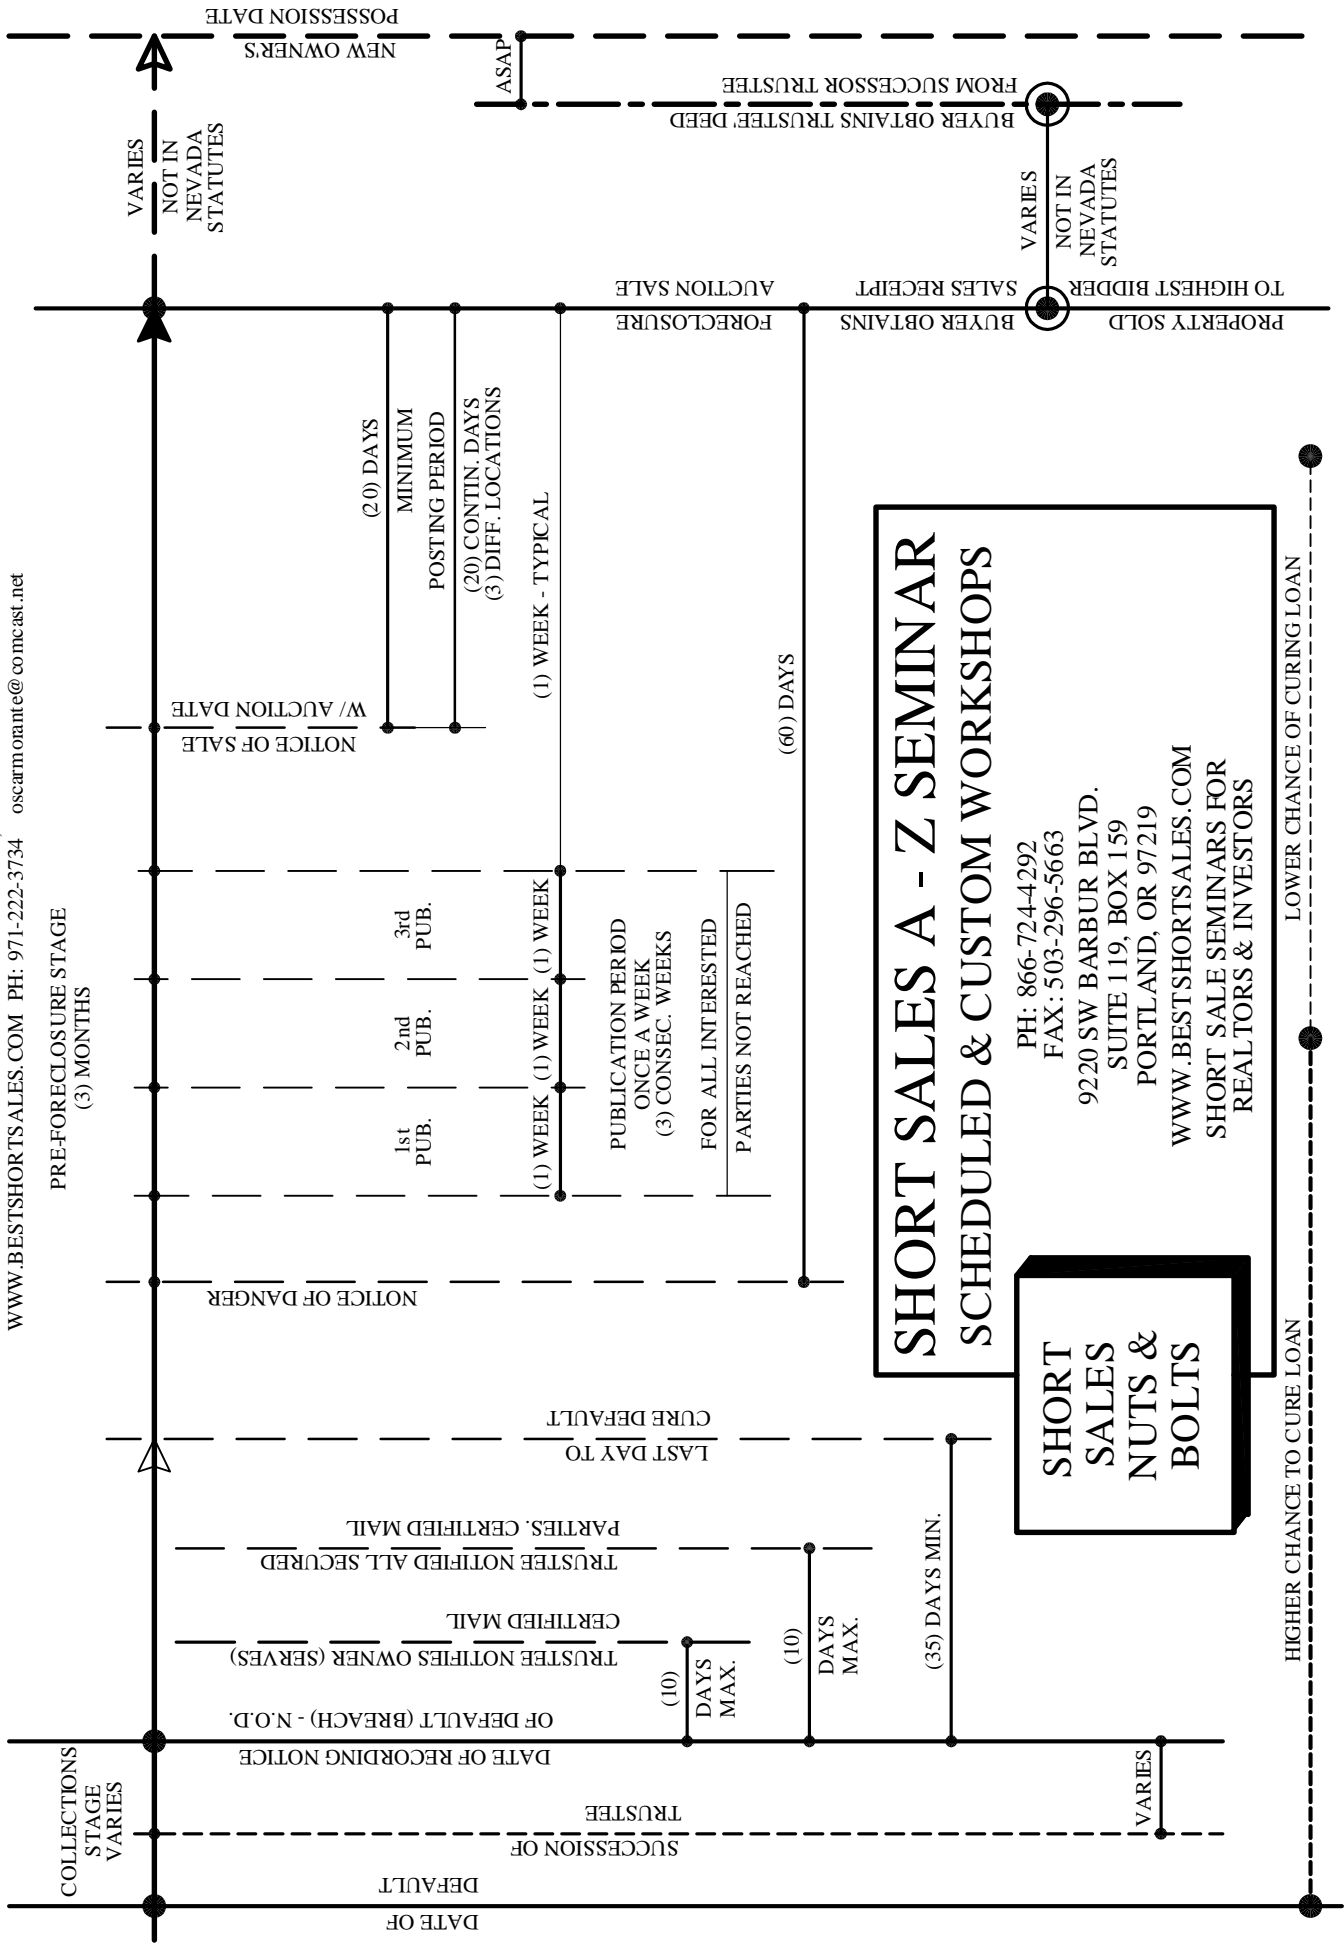 WWW.BESTSHORTSALES.COM PH: 971-222-3734 oscarmorante@comcast.net
COLLECTIONS
STAGE
VARIES
PRE-FORECLOSURE STAGE
(3) MONTHS
VARIES
NOT IN
NEVADA
STATUTES
DATE OF
DEFAULT
SUCCESSION OF
TRUSTEE
DATE OF RECORDING NOTICE
OF DEFAULT (BREACH) - N.O.D.
TRUSTEE NOTIFIES OWNER (SERVES)
CERTIFIED MAIL
TRUSTEE NOTIFIED ALL SECURED
PARTIES. CERTIFIED MAIL
LAST DAY TO
CURE DEFAULT
NOTICE OF DANGER
1st
PUB.
2nd
PUB.
3rd
PUB.
NOTICE OF SALE
W/ AUCTION DATE
(20) DAYS
MINIMUM
POSTING PERIOD
(20) CONTIN. DAYS
(3) DIFF. LOCATIONS
(1) WEEK
(1) WEEK
(1) WEEK
(1) WEEK - TYPICAL
PUBLICATION PERIOD
ONCE A WEEK
(3) CONSEC. WEEKS
FOR ALL INTERESTED
PARTIES NOT REACHED
(60) DAYS
(10)
DAYS
MAX.
(10)
DAYS
MAX.
(35) DAYS MIN.
VARIES
FORECLOSURE
AUCTION SALE
BUYER OBTAINS
SALES RECEIPT
PROPERTY SOLD
TO HIGHEST BIDDER
VARIES
NOT IN
NEVADA
STATUTES
BUYER OBTAINS TRUSTEE' DEED
FROM SUCCESSOR TRUSTEE
ASAP
NEW OWNER'S
POSSESSION DATE
SHORT SALES A - Z SEMINAR
SCHEDULED & CUSTOM WORKSHOPS
PH: 866-724-4292
FAX: 503-296-5663
9220 SW BARBUR BLVD.
SUITE 119, BOX 159
PORTLAND, OR 97219
WWW.BESTSHORTSALES.COM
SHORT SALE SEMINARS FOR
REALTORS & INVESTORS
SHORT
SALES
NUTS &
BOLTS
HIGHER CHANCE TO CURE LOAN
LOWER CHANCE OF CURING LOAN